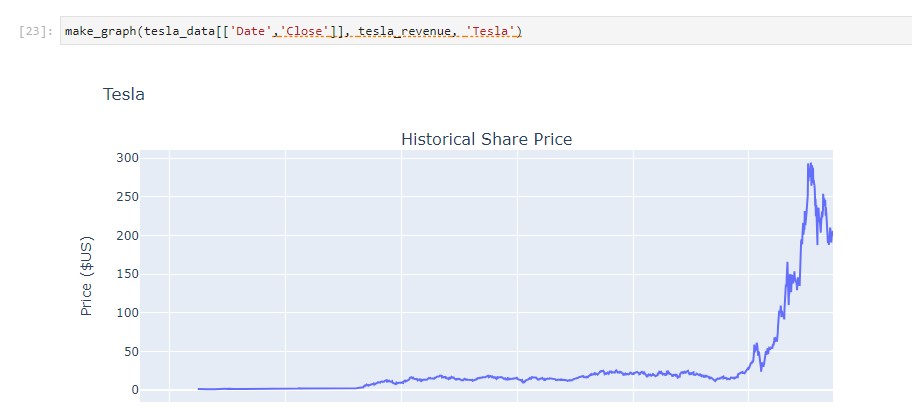 [23]: make_graph(tesla_data[['Date','Close']], tesla_revenue, 'Tesla')
Tesla
Historical Share Price
300
250
200
150
100
50
0
Price ($US)